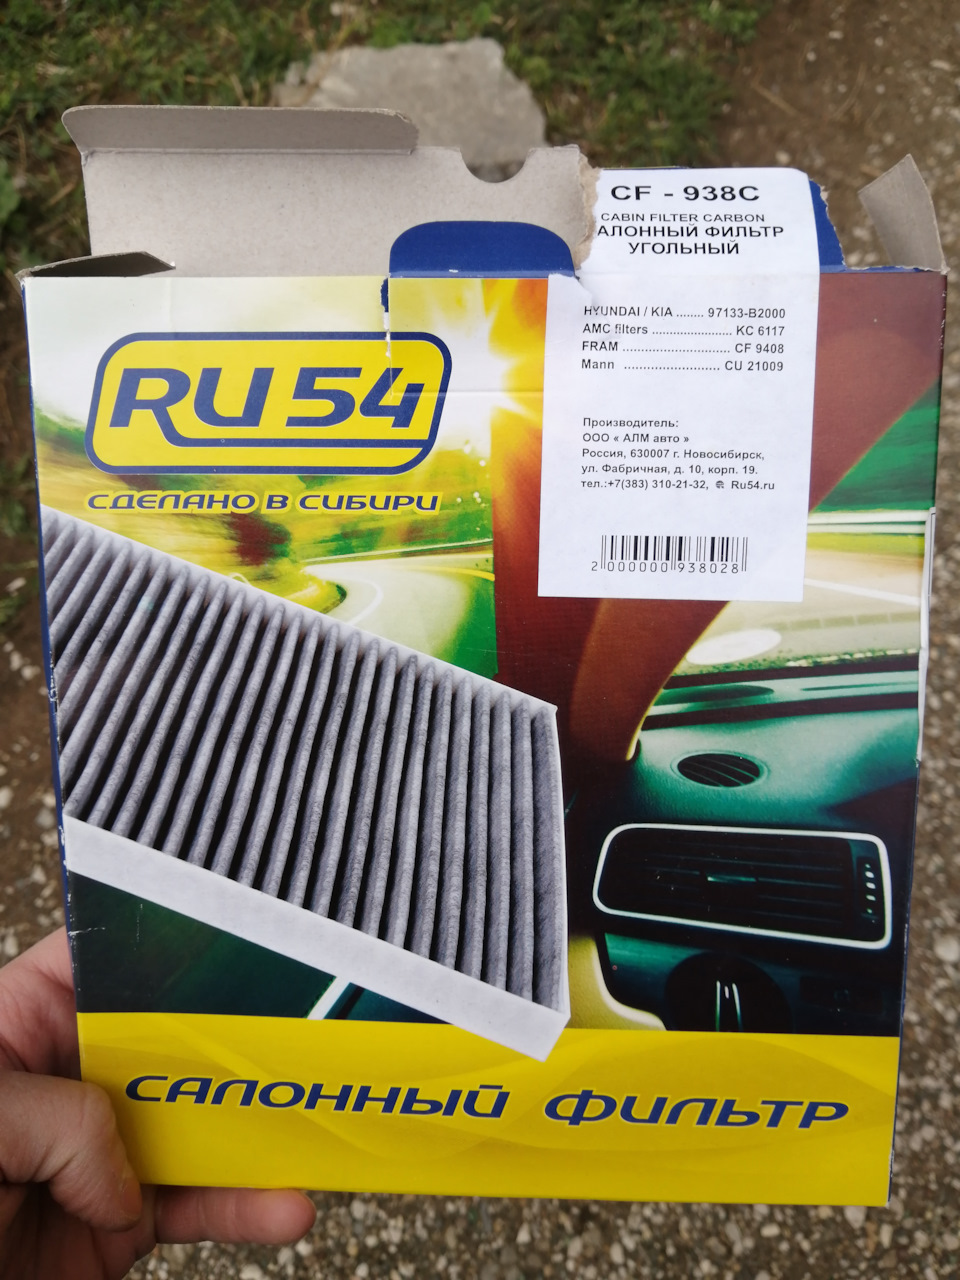 CF - 938C
CABIN FILTER CARBON
АЛОННЫЙ ФИЛЬТР
УГОЛЬНЫЙ
HYUNDAI / KIA ........ 97133-B2000
AMC filters ...................... KC 6117
FRAM ............................. CF 9408
Mann .......................... CU 21009
RU 54
СДЕЛАНО В СИБИРИ
Производитель:
ООО « АЛМ авто »
Россия, 630007 г. Новосибирск,
ул. Фабричная, д. 10, корп. 19.
тел.:+7(383) 310-21-32, Ru54.ru
2 000000 938028
САЛОННЫЙ ФИЛЬТР